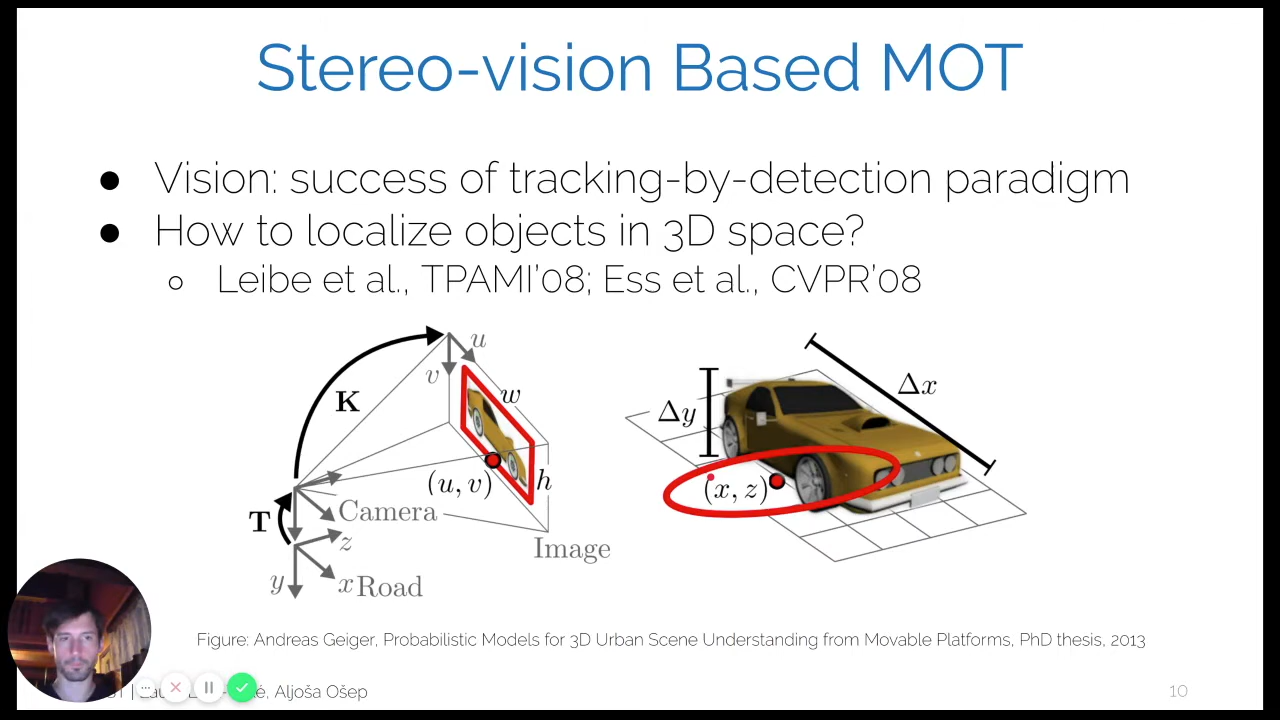 Stereo-vision Based MOT
● Vision: success of tracking-by-detection paradigm
● How to localize objects in 3D space?
○ Leibe et al., TPAMI'08; Ess et al., CVPR'08
u
v
K
w
(u, v)
h
T
Camera
z
Image
y
x Road
Δx
Δy
(x, z)
Figure: Andreas Geiger, Probabilistic Models for 3D Urban Scene Understanding from Movable Platforms, PhD thesis, 2013
Aljoša Ošep
10